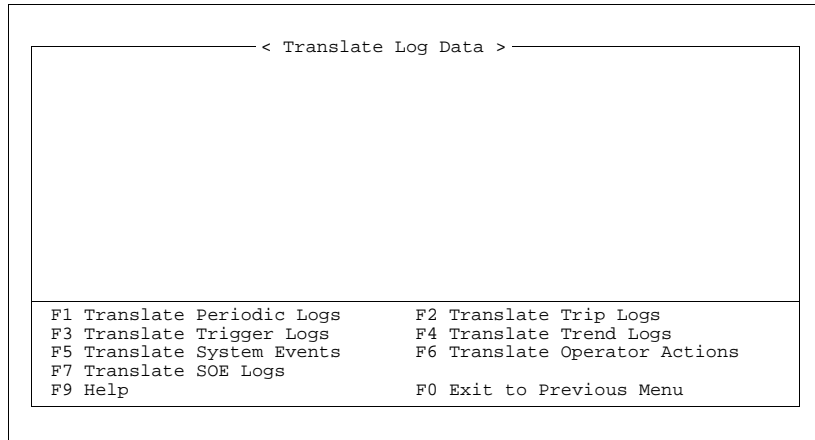 < Translate Log Data >
F1 Translate Periodic Logs F2 Translate Trip Logs
F3 Translate Trigger Logs F4 Translate Trend Logs
F5 Translate System Events F6 Translate Operator Actions
F7 Translate SOE Logs
F9 Help F0 Exit to Previous Menu